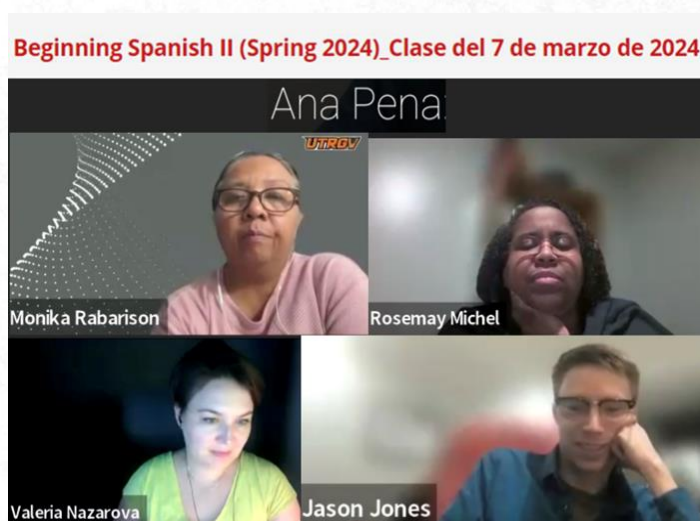 Beginning Spanish II (Spring 2024)_Clase del 7 de marzo de 2024
Ana Pena
UTRGV
Monika Rabarison
Rosemay Michel
Valeria Nazarova
Jason Jones